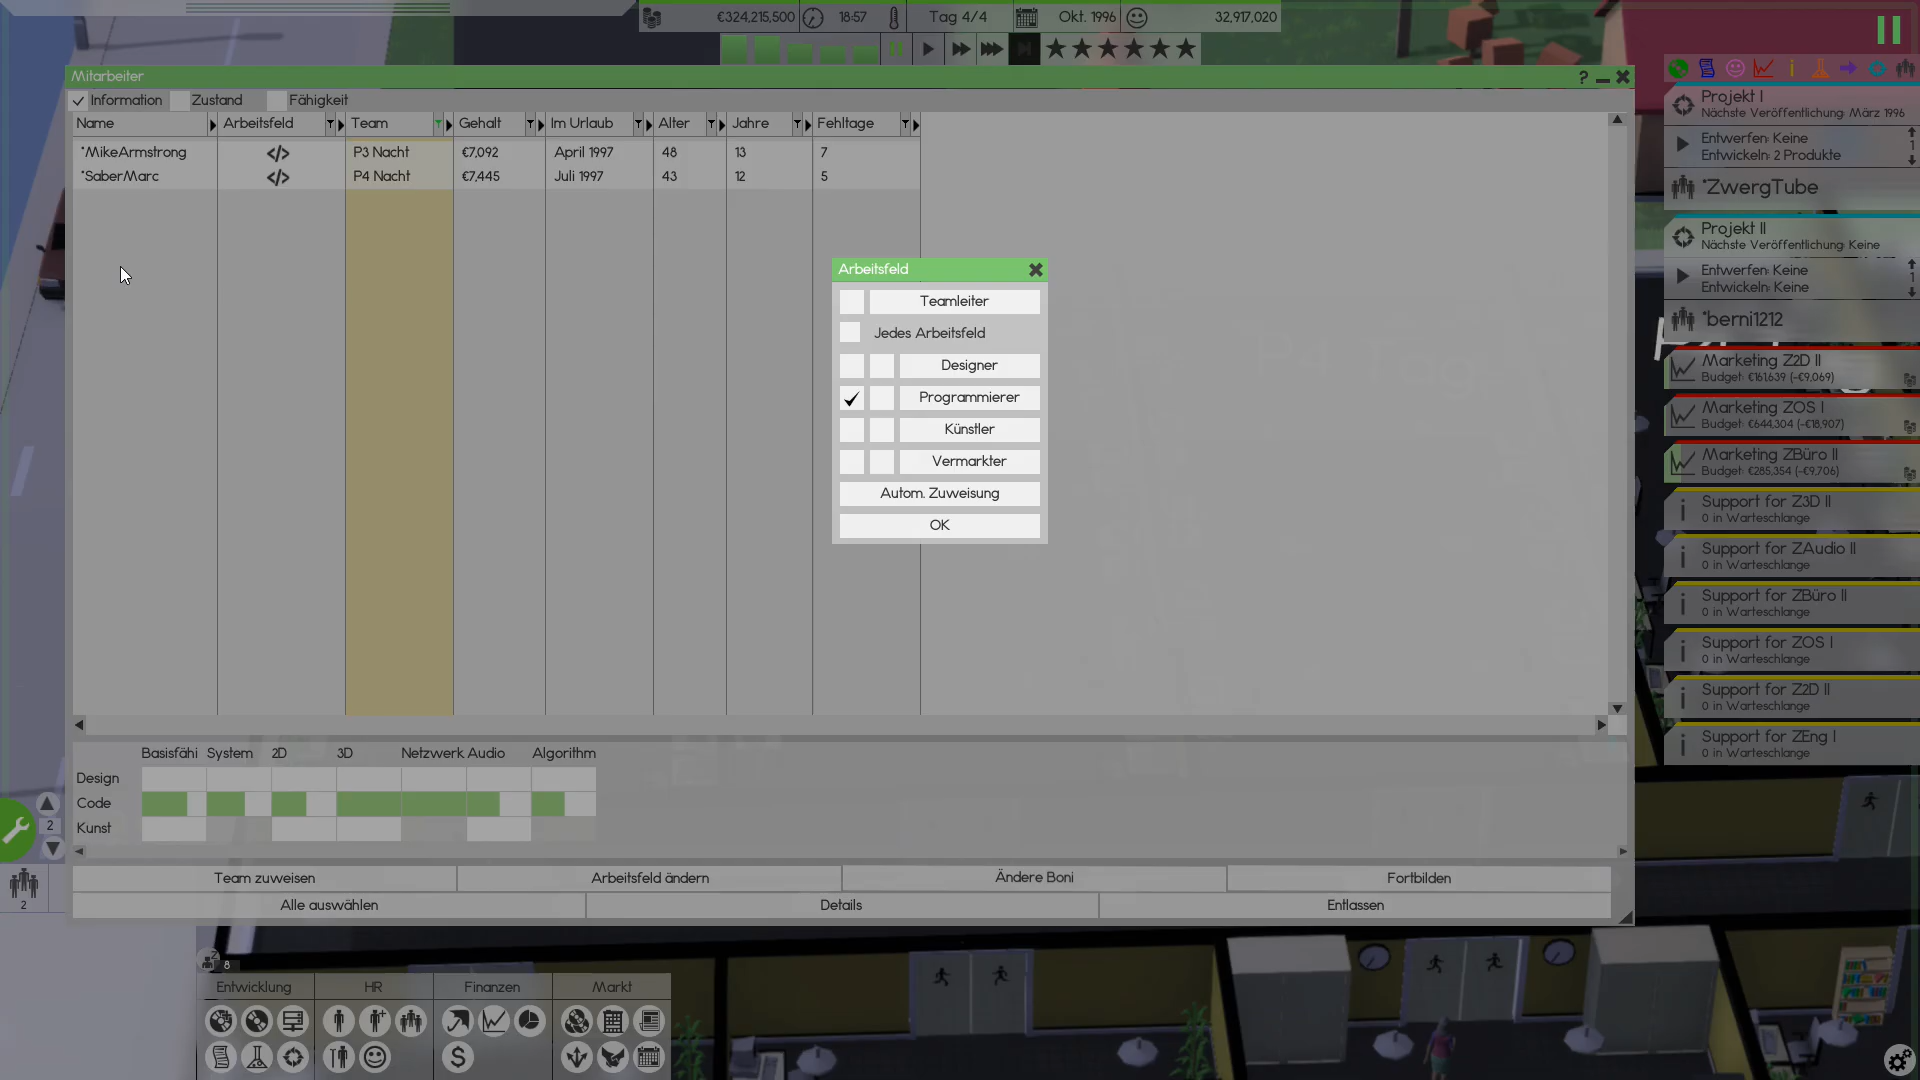 €324,215,500
18:57
Tag 4/4
Okt. 1996
32,917,020
Mitarbeiter
?
Information
Zustand
Fähigkeit
Name
Arbeitsfeld
Team
Gehalt
Im Urlaub
Alter
Jahre
Fehltage
*MikeArmstrong
</>
P3 Nacht
€7,092
April 1997
48
13
7
*SaberMarc
</>
P4 Nacht
€7,445
Juli 1997
43
12
5
Arbeitsfeld
Teamleiter
Jedes Arbeitsfeld
Designer
Programmierer
Künstler
Vermarkter
Autom. Zuweisung
OK
Basisfähi
System
2D
3D
Netzwerk
Audio
Algorithm
Design
Code
Kunst
Team zuweisen
Arbeitsfeld ändern
Ändere Boni
Fortbilden
Alle auswählen
Details
Entlassen
Projekt I
Nächste Veröffentlichung: März 1996
Entwerfen: Keine
Entwickeln: 2 Produkte
1
*ZwergTube
Projekt II
Nächste Veröffentlichung: Keine
Entwerfen: Keine
Entwickeln: Keine
1
*berni1212
Marketing Z2D II
Budget: €161,639 (-€9,069)
Marketing ZOS I
Budget: €644,304 (-€18,907)
Marketing ZBüro II
Budget: €285,354 (-€9,706)
Support for Z3D II
0 in Warteschlange
Support for ZAudio II
0 in Warteschlange
Support for ZBüro II
0 in Warteschlange
Support for ZOS I
0 in Warteschlange
Support for Z2D II
0 in Warteschlange
Support for ZEng I
0 in Warteschlange
2
2
2
8
Entwicklung
HR
Finanzen
Markt
$
P4 Tag